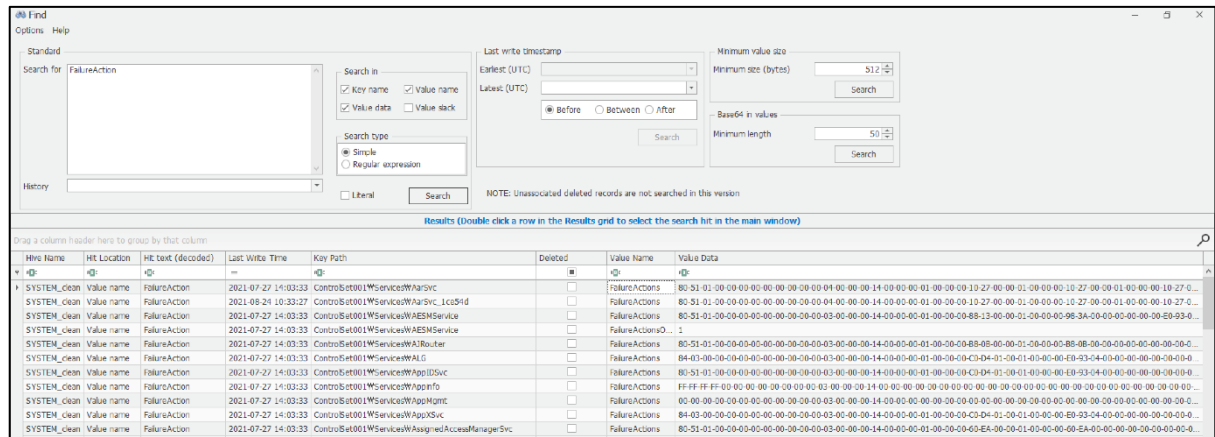 Find
Options Help
Standard
Search for FailureAction
Search in
Key name Value name
Value data Value slack
Search type
Simple
Regular expression
History
Literal Search
Last write timestamp
Earliest (UTC)
Latest (UTC)
Before Between After
Search
Minimum value size
Minimum size (bytes) 512
Search
Base64 in values
Minimum length 50
Search
NOTE: Unassociated deleted records are not searched in this version
Results (Double click a row in the Results grid to select the search hit in the main window)
Drag a column header here to group by that column
Hive Name Hit Location Hit text (decoded) Last Write Time Key Path Deleted Value Name Value Data
SYSTEM_clean Value name FailureAction 2021-07-27 14:03:33 ControlSet001₩Services₩AarSvc FailureActions
SYSTEM_clean Value name FailureAction 2021-08-24 10:33:27 ControlSet001₩Services₩AarSvc_1ca54d FailureActions
SYSTEM_clean Value name FailureAction 2021-07-27 14:03:33 ControlSet001₩Services₩AESMService FailureActions
SYSTEM_clean Value name FailureAction 2021-07-27 14:03:33 ControlSet001₩Services₩AESMService FailureActionsO... 1
SYSTEM_clean Value name FailureAction 2021-07-27 14:03:33 ControlSet001₩Services₩AJRouter FailureActions
SYSTEM_clean Value name FailureAction 2021-07-27 14:03:33 ControlSet001₩Services₩ALG FailureActions
SYSTEM_clean Value name FailureAction 2021-07-27 14:03:33 ControlSet001₩Services₩AppIDSvc FailureActions
SYSTEM_clean Value name FailureAction 2021-07-27 14:03:33 ControlSet001₩Services₩Appinfo FailureActions
SYSTEM_clean Value name FailureAction 2021-07-27 14:03:33 ControlSet001₩Services₩AppMgmt FailureActions
SYSTEM_clean Value name FailureAction 2021-07-27 14:03:33 ControlSet001₩Services₩AppXSvc FailureActions
SYSTEM_clean Value name FailureAction 2021-07-27 14:03:33 ControlSet001₩Services₩AssignedAccessManagerSvc FailureActions